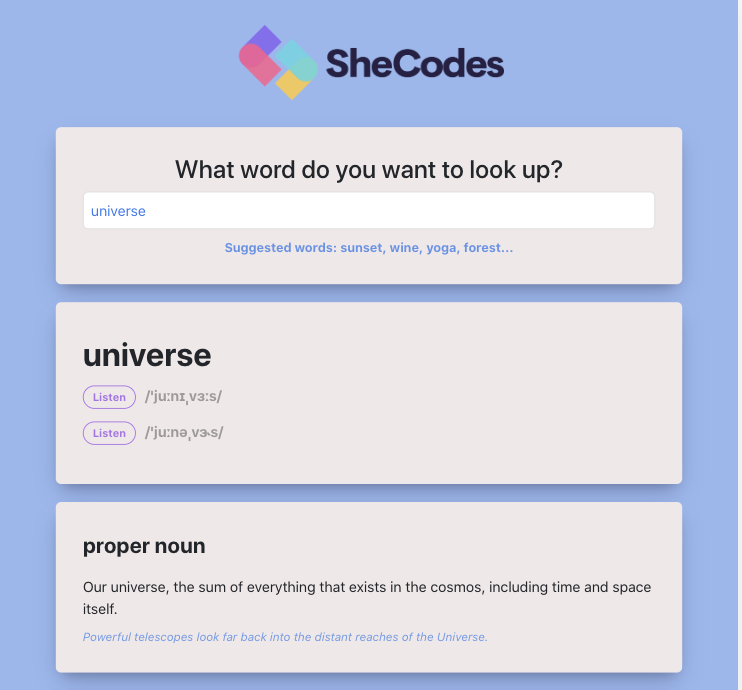 SheCodes
What word do you want to look up?
universe
Suggested words: sunset, wine, yoga, forest...
universe
Listen /'juːnɪˌvɜːs/
Listen /'juːnəˌvɝs/
proper noun
Our universe, the sum of everything that exists in the cosmos, including time and space
itself.
Powerful telescopes look far back into the distant reaches of the Universe.